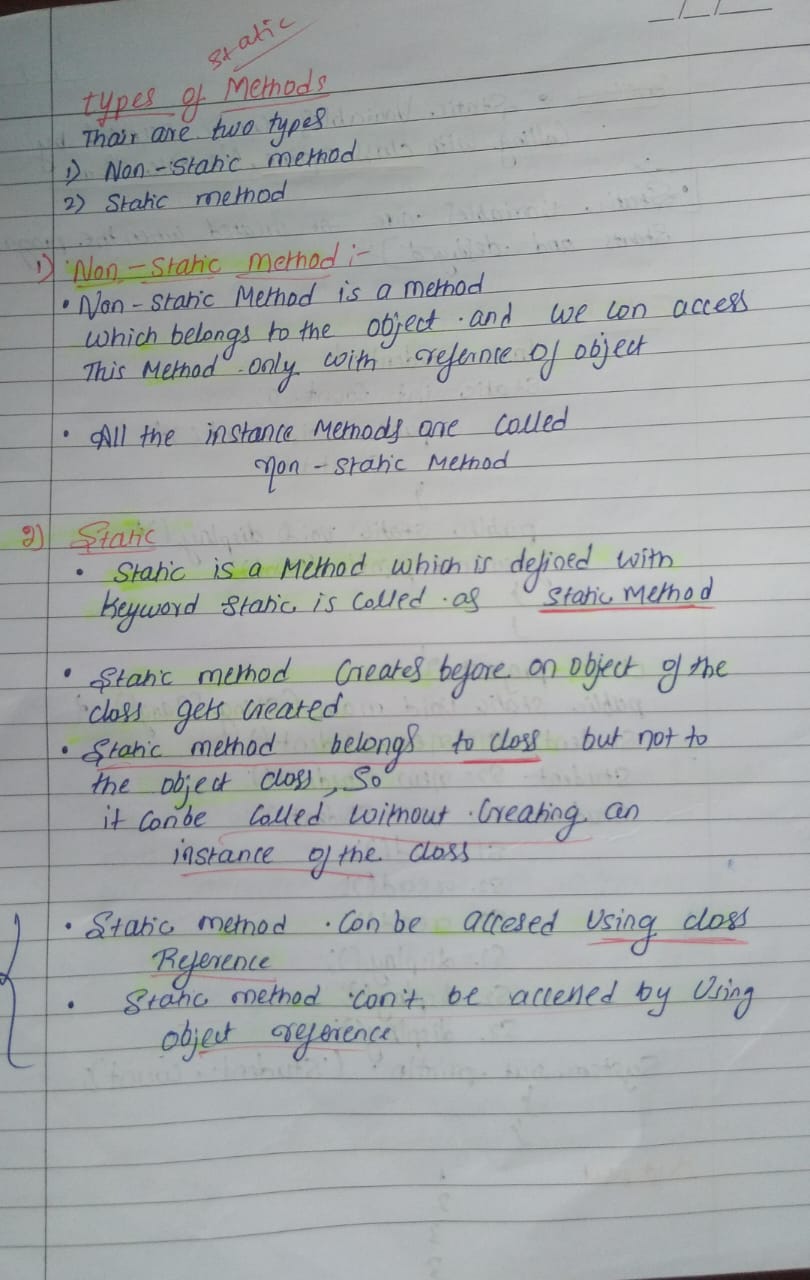 static
types of Methods
Thair are two types
1) Non-Static method
2) Static method
1) Non-Static Method :-
• Non-Static Method is a method
which belongs to the object. and we can access
This Method only with refernce of object
• All the instance Methods are called
Non-Static Method
2) Static
• Static is a Method which is defined with
Keyword Static is Called as Static Method
• Static method Creates before an object of the
class gets created
• Static method belongs to class but not to
the object class, So
it can be Called without Creating an
instance of the class
• Static method Can be accesed Using class
Reference
• Static method can't be accened by Using
object reference